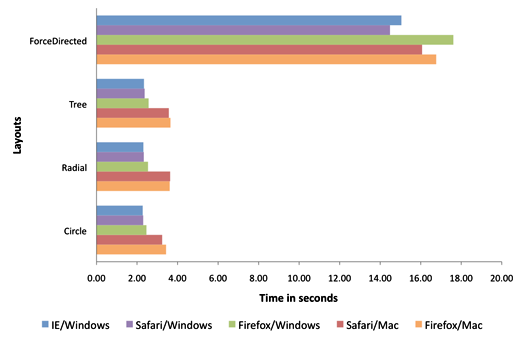 Layouts
ForceDirected
Tree
Radial
Circle
0.00 2.00 4.00 6.00 8.00 10.00 12.00 14.00 16.00 18.00 20.00
Time in seconds
IE/Windows Safari/Windows Firefox/Windows Safari/Mac Firefox/Mac